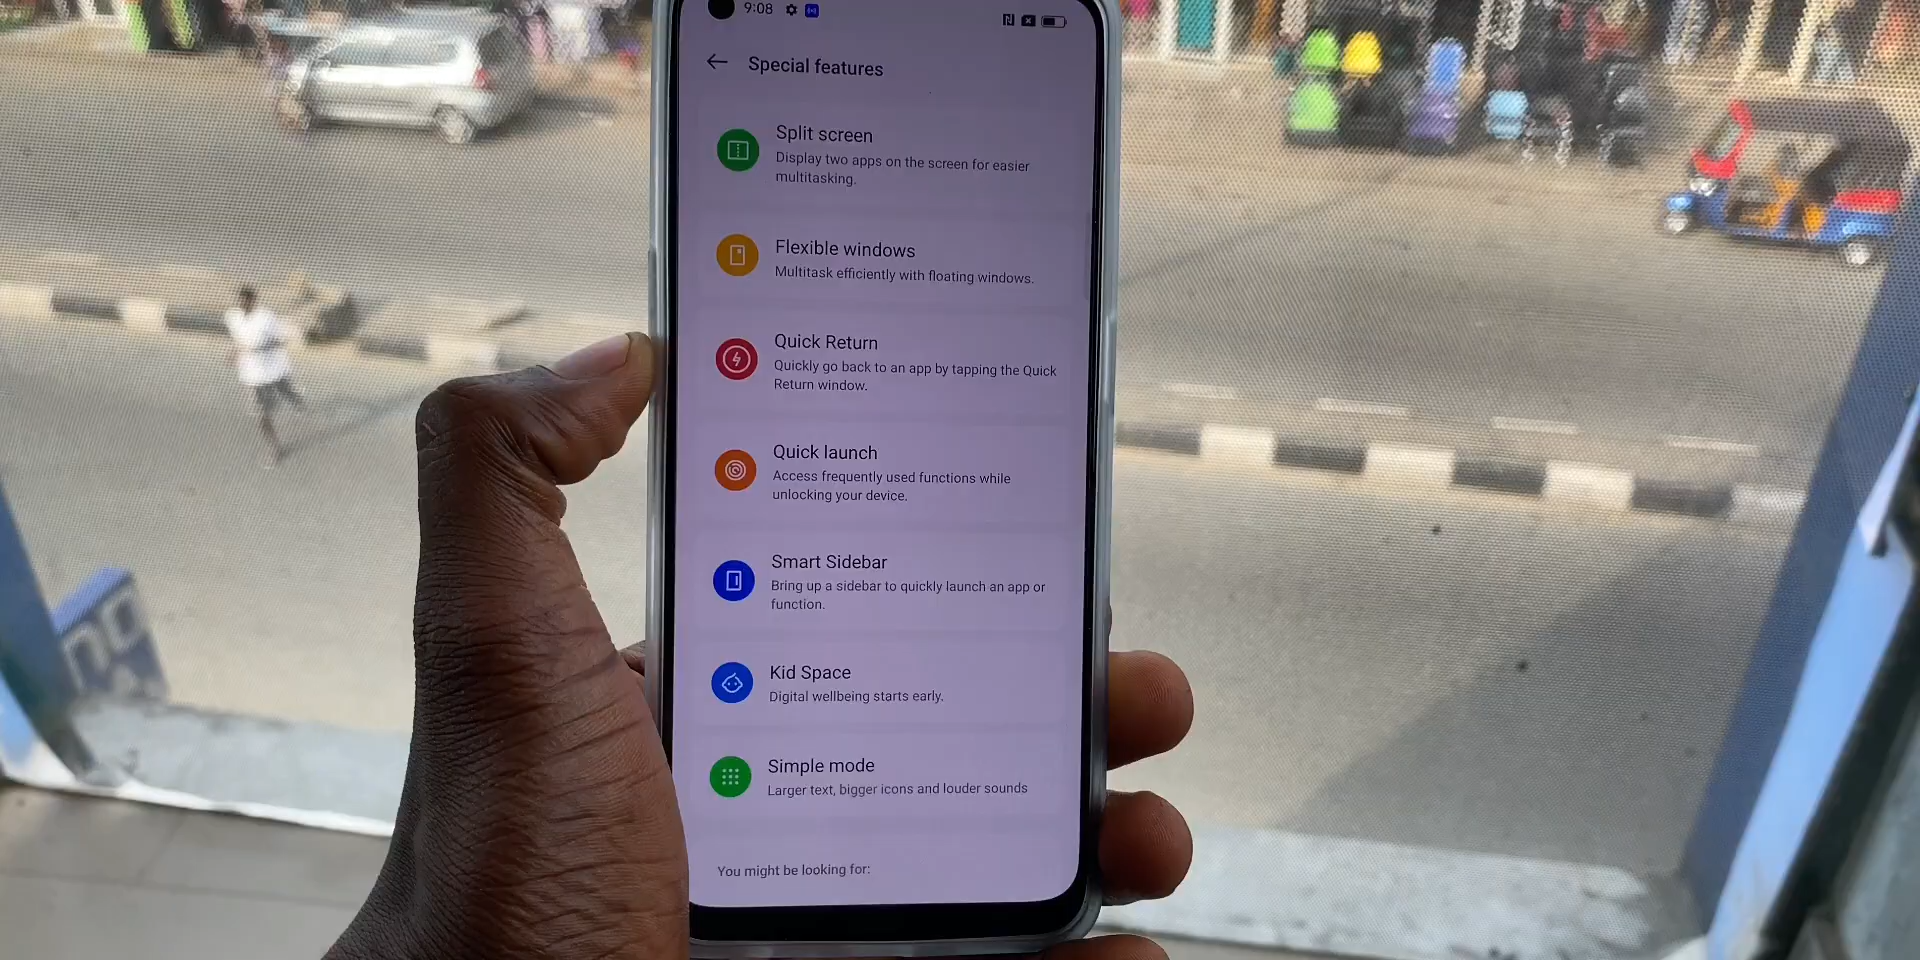 9:08
Special features
Split screen
Display two apps on the screen for easier
multitasking.
Flexible windows
Multitask efficiently with floating windows.
Quick Return
Quickly go back to an app by tapping the Quick
Return window.
Quick launch
Access frequently used functions while
unlocking your device.
Smart Sidebar
Bring up a sidebar to quickly launch an app or
function.
Kid Space
Digital wellbeing starts early.
Simple mode
Larger text, bigger icons and louder sounds
You might be looking for: